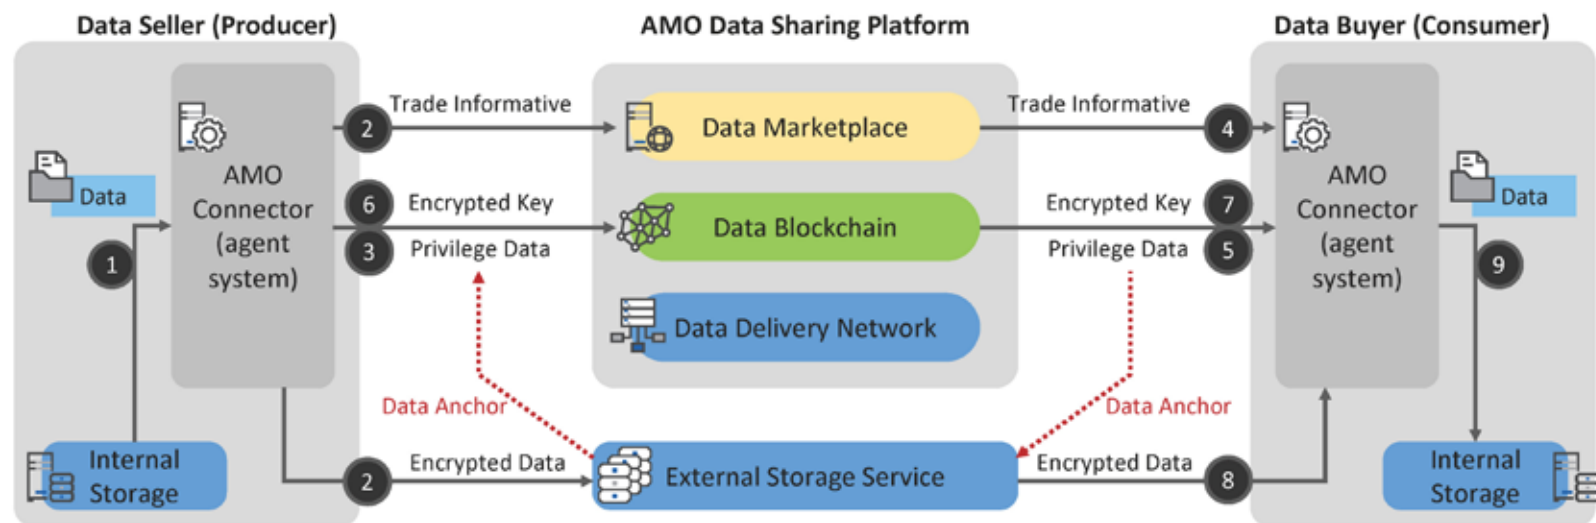 Data Seller (Producer)
AMO Data Sharing Platform
Data Buyer (Consumer)
Data
1
AMO
Connector
(agent
system)
Internal
Storage
2
Trade Informative
6
Encrypted Key
3
Privilege Data
Data Anchor
2
Encrypted Data
Data Marketplace
Data Blockchain
Data Delivery Network
External Storage Service
Trade Informative
4
Encrypted Key
7
Privilege Data
5
Data Anchor
Encrypted Data
8
AMO
Connector
(agent
system)
Data
9
Internal
Storage